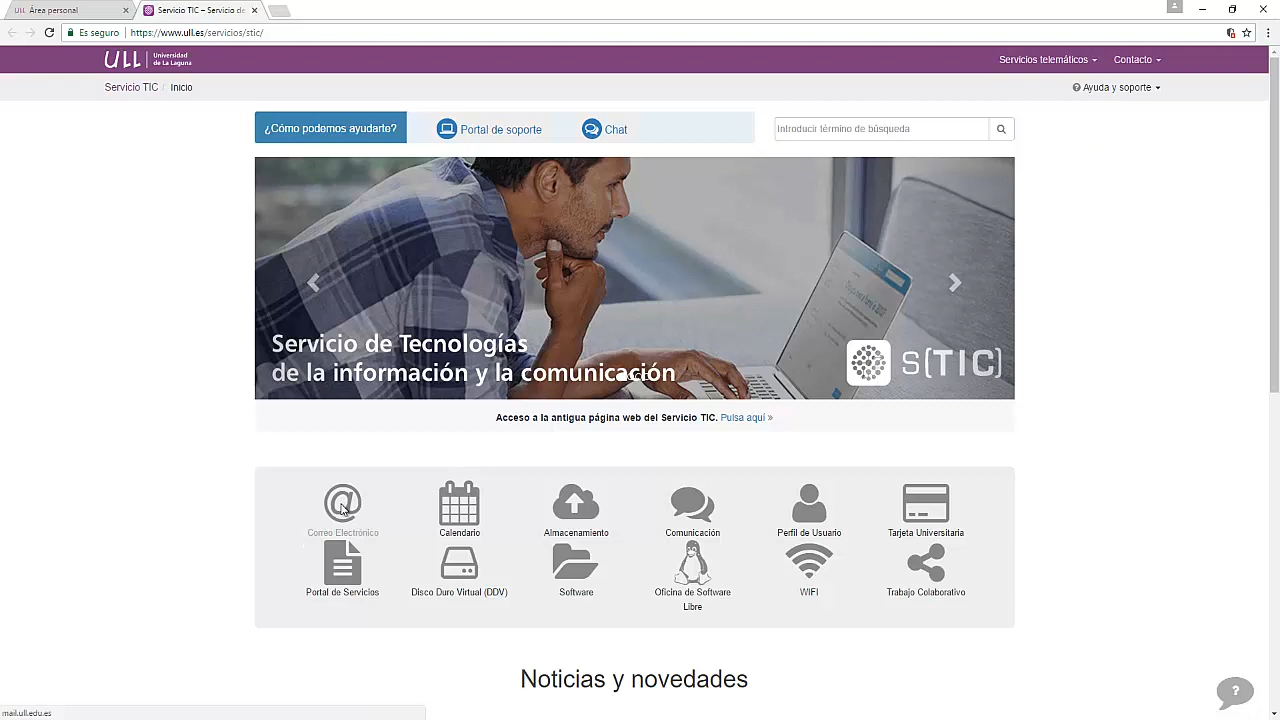 ULL Área personal
Servicio TIC – Servicio de
Es seguro
https://www.ull.es/servicios/stic/
ULL
Universidad
de La Laguna
Servicios telemáticos
Contacto
Servicio TIC / Inicio
Ayuda y soporte
¿Cómo podemos ayudarte?
Portal de soporte
Chat
Introducir término de búsqueda
Servicio de Tecnologías
de la información y la comunicación
S[TIC]
Acceso a la antigua página web del Servicio TIC. Pulsa aquí »
Correo Electrónico
Calendario
Almacenamiento
Comunicación
Perfil de Usuario
Tarjeta Universitaria
Portal de Servicios
Disco Duro Virtual (DDV)
Software
Oficina de Software
Libre
WIFI
Trabajo Colaborativo
Noticias y novedades
?
mail.ull.edu.es